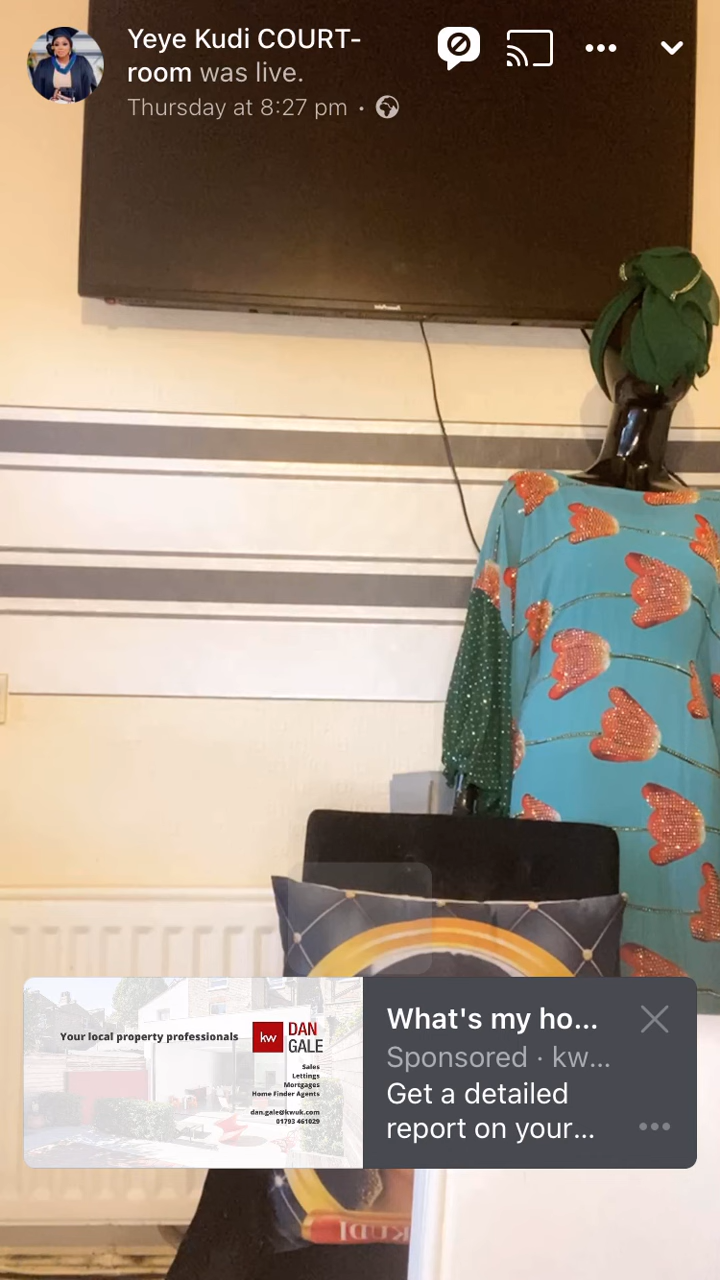 Yeye Kudi COURT-
room was live.
Thursday at 8:27 pm ·
Your local property professionals
kw
DAN
GALE
Sales
Lettings
Mortgages
Home Finder Agents
dan.gale@kwuk.com
01793 461029
What's my ho...
Sponsored · kw...
Get a detailed
report on your...
KUDI